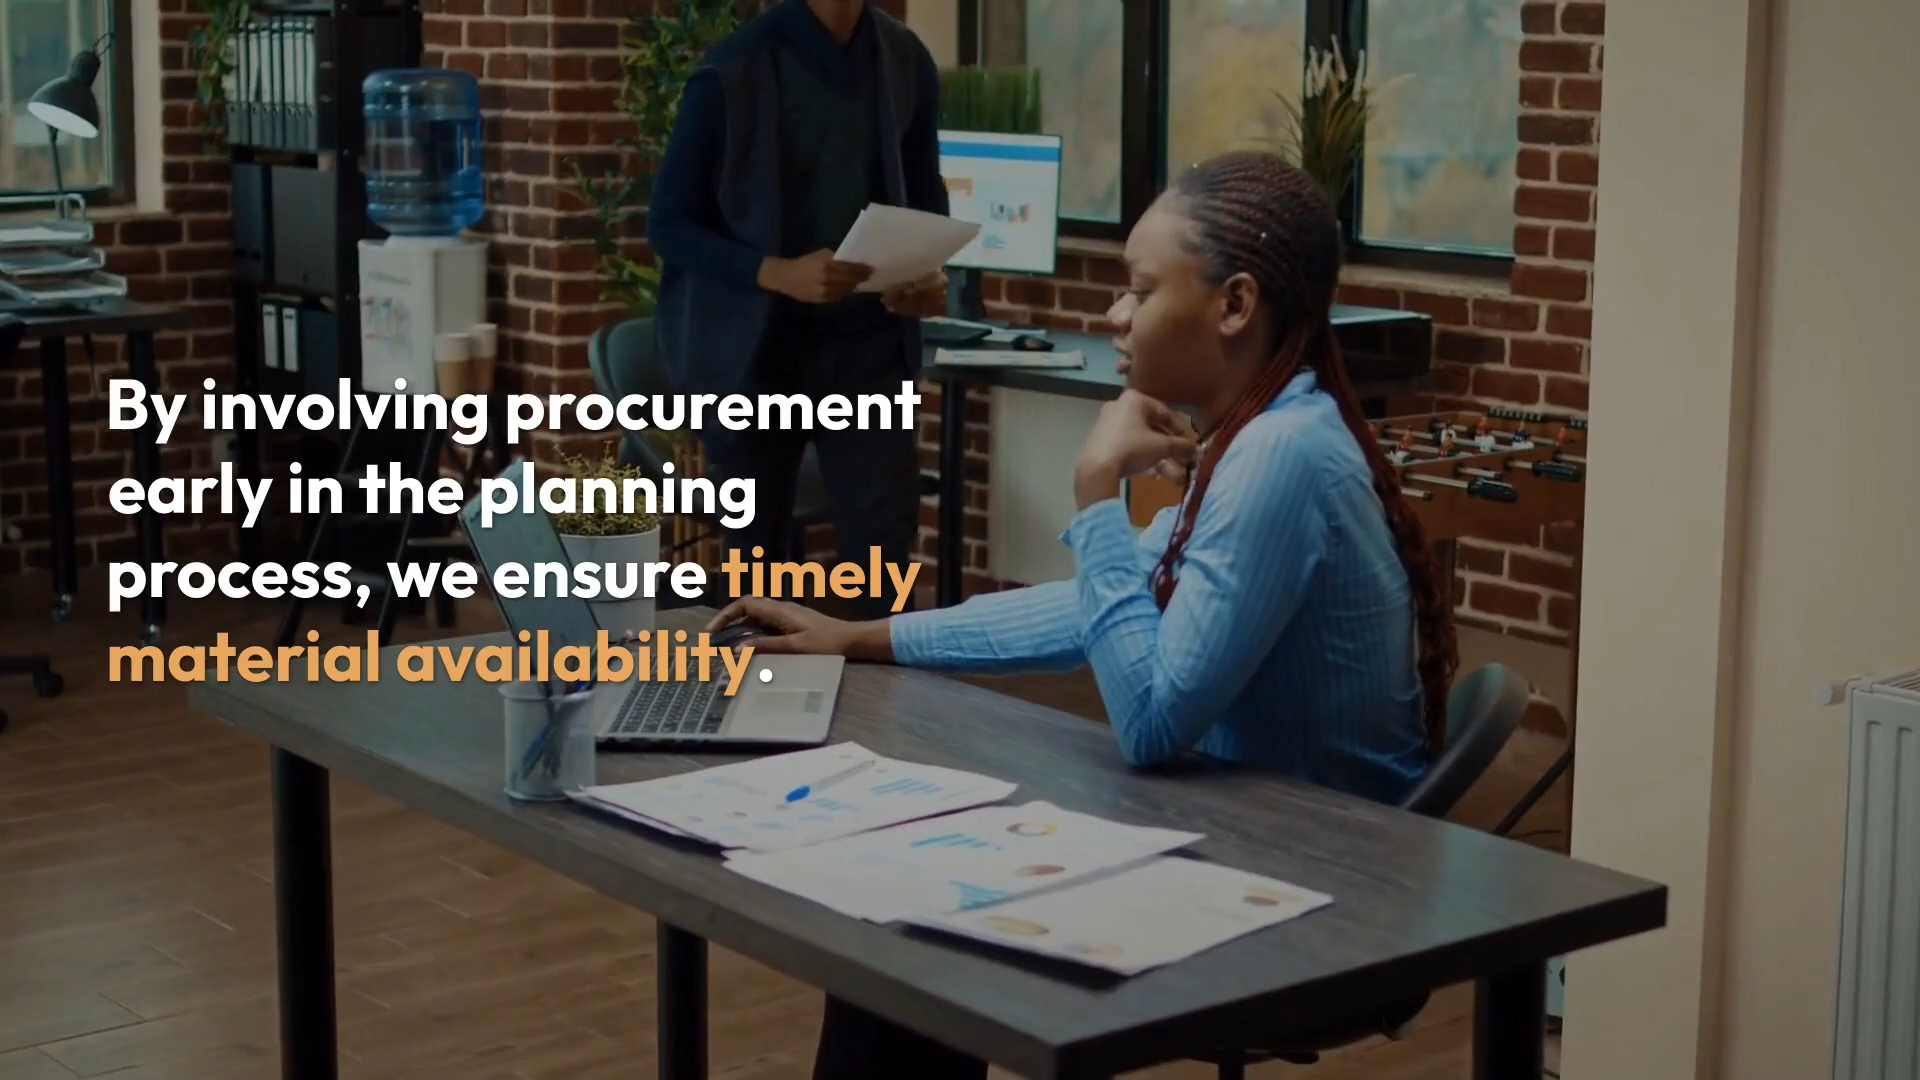 By involving procurement
early in the planning
process, we ensure timely
material availability.